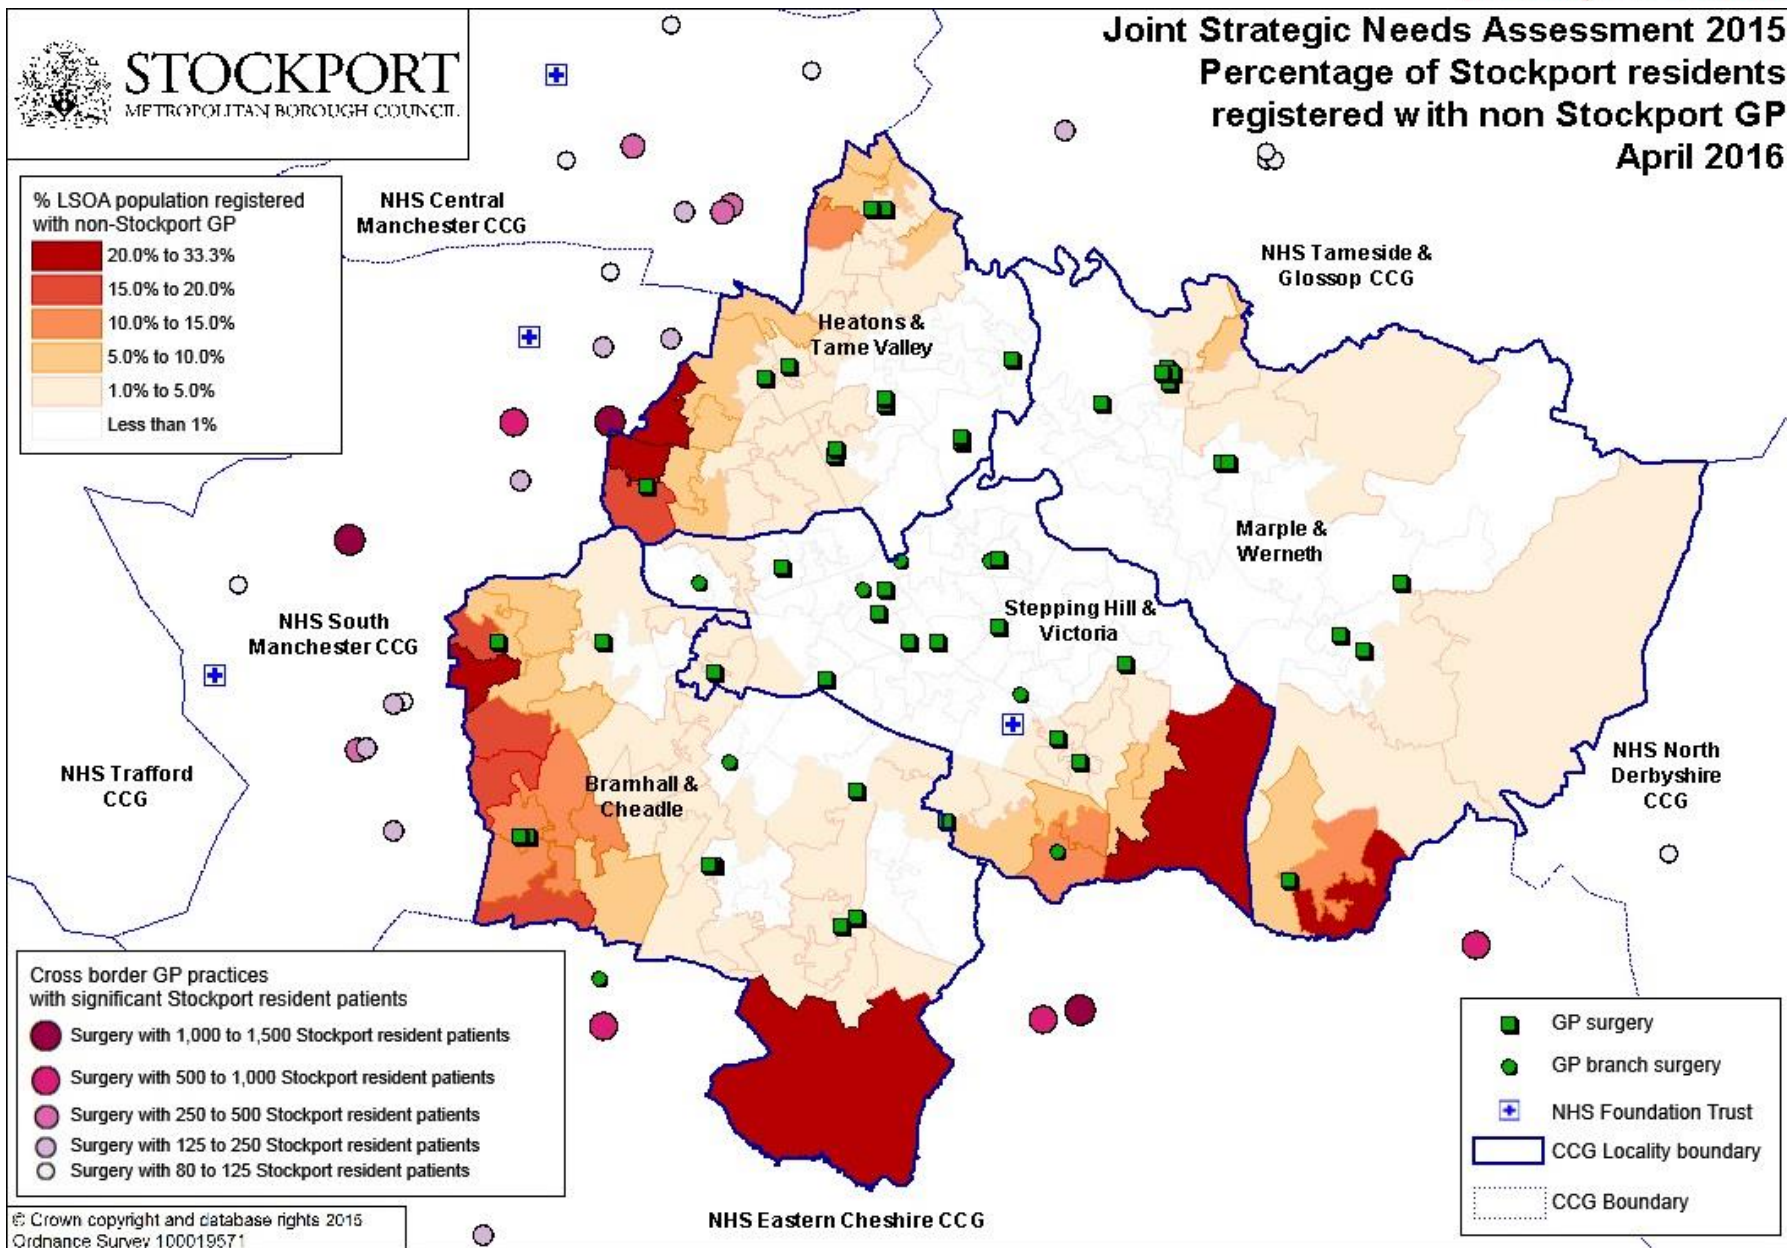 STOCKPORT
METROPOLITAN BOROUGH COUNCIL
Joint Strategic Needs Assessment 2015
Percentage of Stockport residents
registered with non Stockport GP
April 2016
% LSOA population registered
with non-Stockport GP
20.0% to 33.3%
15.0% to 20.0%
10.0% to 15.0%
5.0% to 10.0%
1.0% to 5.0%
Less than 1%
NHS Central
Manchester CCG
NHS Tameside &
Glossop CCG
Heatons &
Tame Valley
Marple &
Werneth
Stepping Hill &
Victoria
NHS South
Manchester CCG
NHS Trafford
CCG
Bramhall &
Cheadle
NHS North
Derbyshire
CCG
Cross border GP practices
with significant Stockport resident patients
Surgery with 1,000 to 1,500 Stockport resident patients
Surgery with 500 to 1,000 Stockport resident patients
Surgery with 250 to 500 Stockport resident patients
Surgery with 125 to 250 Stockport resident patients
Surgery with 80 to 125 Stockport resident patients
GP surgery
GP branch surgery
NHS Foundation Trust
CCG Locality boundary
CCG Boundary
NHS Eastern Cheshire CCG
© Crown copyright and database rights 2015
Ordnance Survey 100019571